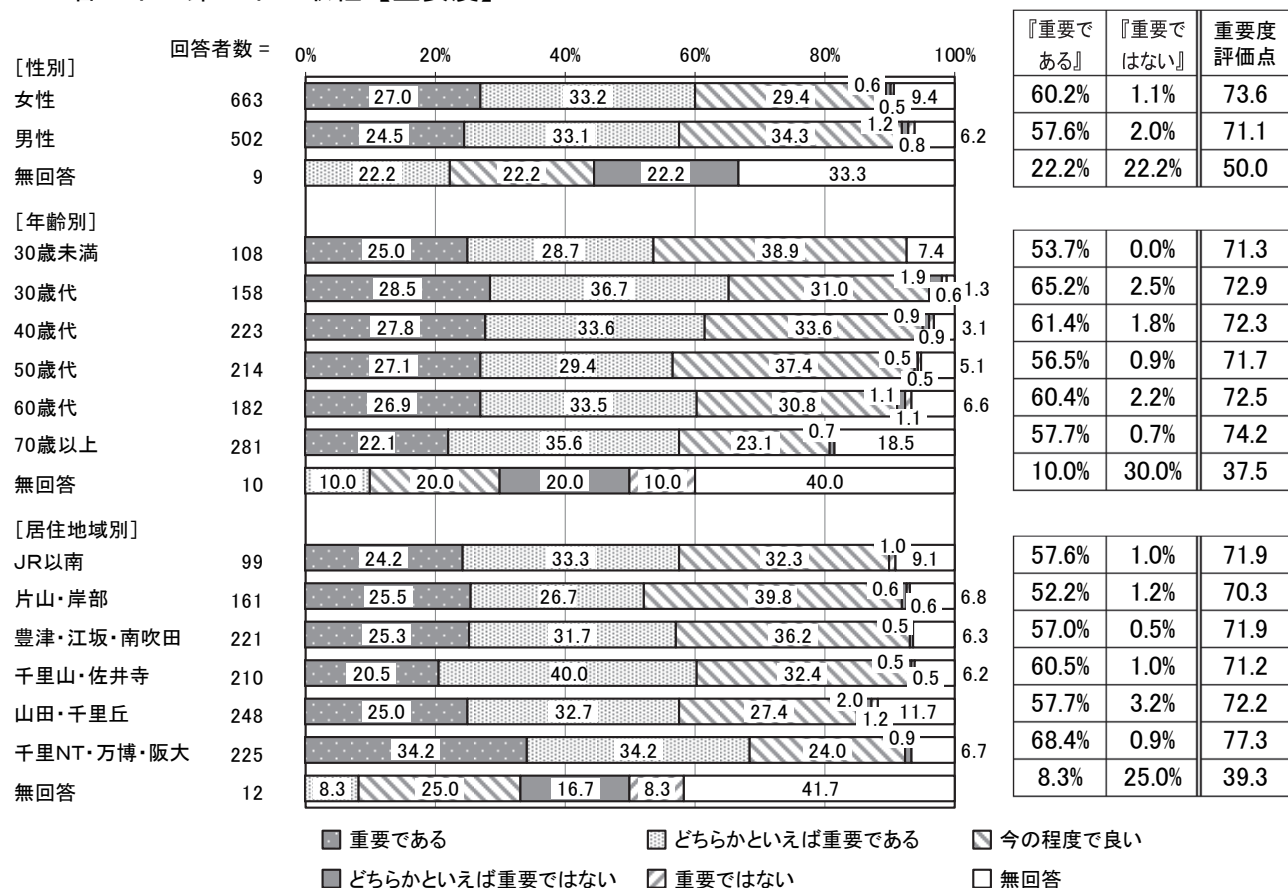 『重要で 『重要で 重要度
ある』 はない』 評価点
回答者数 = 0% 20% 40% 60% 80% 100%
[性別]
女性 663 27.0 33.2 29.4 0.6 0.5 9.4 60.2% 1.1% 73.6
男性 502 24.5 33.1 34.3 1.2 0.8 6.2 57.6% 2.0% 71.1
無回答 9 22.2 22.2 22.2 33.3 22.2% 22.2% 50.0
[年齢別]
30歳未満 108 25.0 28.7 38.9 7.4 53.7% 0.0% 71.3
30歳代 158 28.5 36.7 31.0 1.9 0.6 1.3 65.2% 2.5% 72.9
40歳代 223 27.8 33.6 33.6 0.9 0.9 3.1 61.4% 1.8% 72.3
50歳代 214 27.1 29.4 37.4 0.5 0.5 5.1 56.5% 0.9% 71.7
60歳代 182 26.9 33.5 30.8 1.1 1.1 6.6 60.4% 2.2% 72.5
70歳以上 281 22.1 35.6 23.1 0.7 18.5 57.7% 0.7% 74.2
無回答 10 10.0 20.0 20.0 10.0 40.0 10.0% 30.0% 37.5
[居住地域別]
JR以南 99 24.2 33.3 32.3 1.0 9.1 57.6% 1.0% 71.9
片山・岸部 161 25.5 26.7 39.8 0.6 0.6 6.8 52.2% 1.2% 70.3
豊津・江坂・南吹田 221 25.3 31.7 36.2 0.5 6.3 57.0% 0.5% 71.9
千里山・佐井寺 210 20.5 40.0 32.4 0.5 0.5 6.2 60.5% 1.0% 71.2
山田・千里丘 248 25.0 32.7 27.4 2.0 1.2 11.7 57.7% 3.2% 72.2
千里NT・万博・阪大 225 34.2 34.2 24.0 0.9 6.7 68.4% 0.9% 77.3
無回答 12 8.3 25.0 16.7 8.3 41.7 8.3% 25.0% 39.3
重要である どちらかといえば重要である 今の程度で良い
どちらかといえば重要ではない 重要ではない 無回答